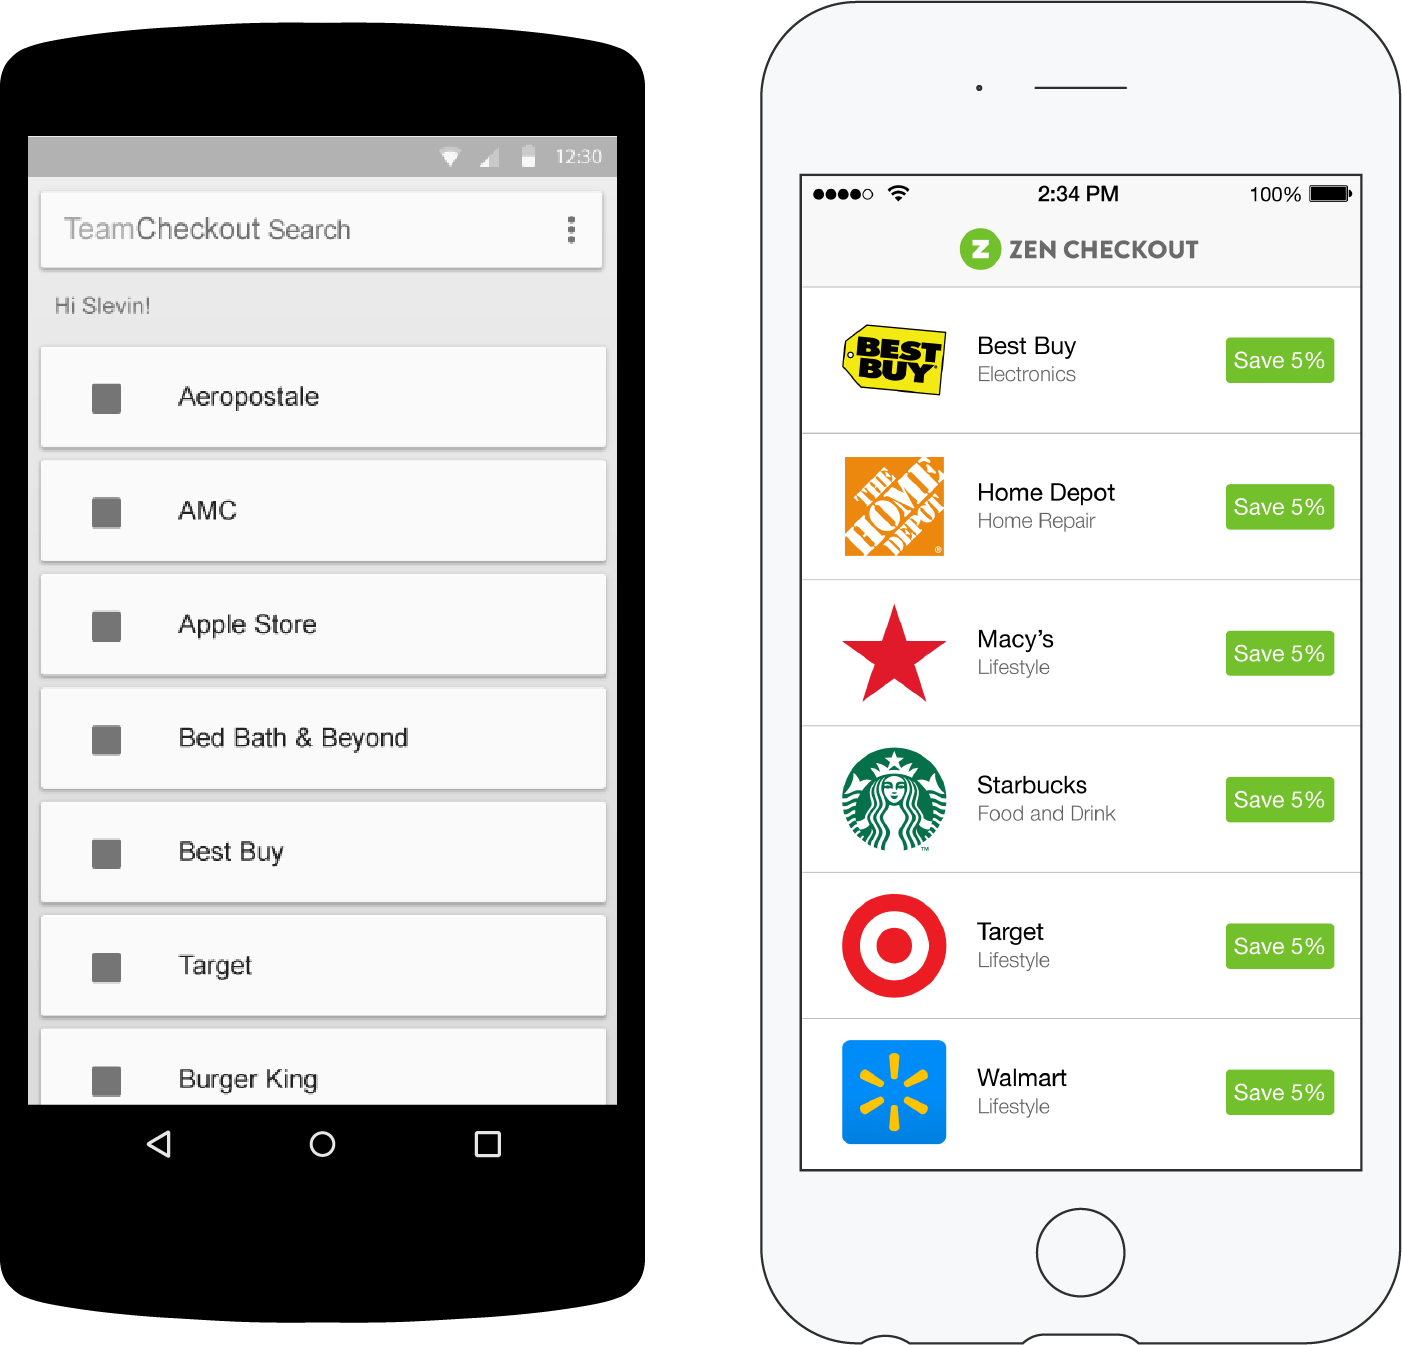 12:30
TeamCheckout Search
Hi Slevin!
Aeropostale
AMC
Apple Store
Bed Bath & Beyond
Best Buy
Target
Burger King
2:34 PM
100%
Z ZEN CHECKOUT
BEST
BUY
Best Buy
Electronics
Save 5%
THE
HOME
DEPOT
Home Depot
Home Repair
Save 5%
Macy’s
Lifestyle
Save 5%
Starbucks
Food and Drink
Save 5%
Target
Lifestyle
Save 5%
Walmart
Lifestyle
Save 5%